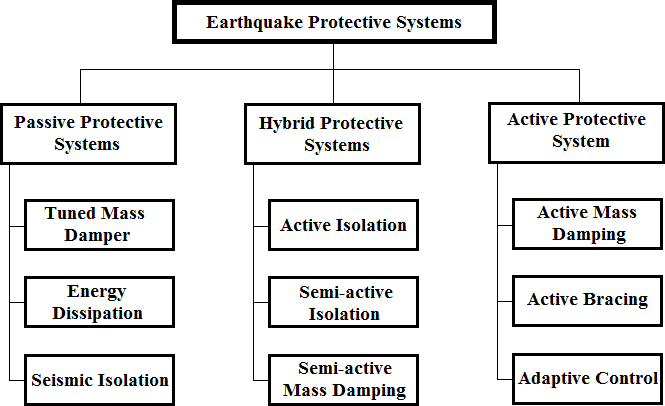 Earthquake Protective Systems
Passive Protective
Systems
Hybrid Protective
Systems
Active Protective
System
Tuned Mass
Damper
Energy
Dissipation
Seismic Isolation
Active Isolation
Semi-active
Isolation
Semi-active
Mass Damping
Active Mass
Damping
Active Bracing
Adaptive Control